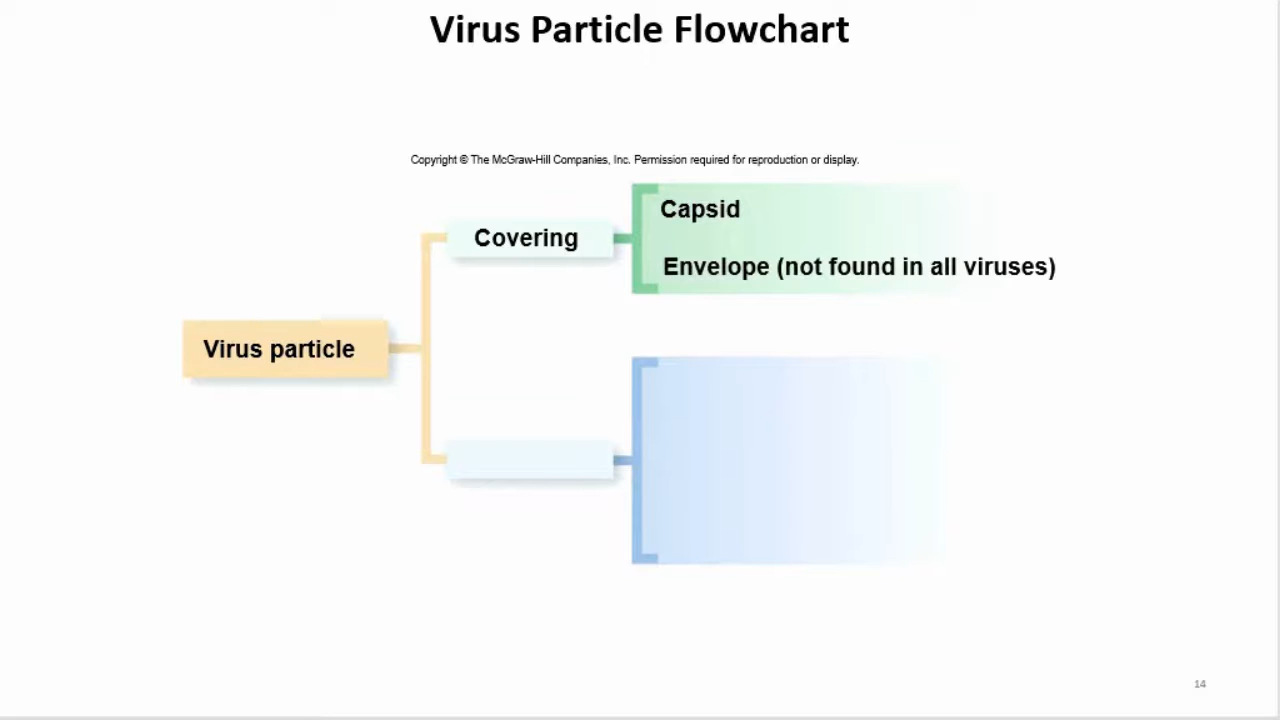 Virus Particle Flowchart
Copyright © The McGraw-Hill Companies, Inc. Permission required for reproduction or display.
Capsid
Covering
Envelope (not found in all viruses)
Virus particle
14